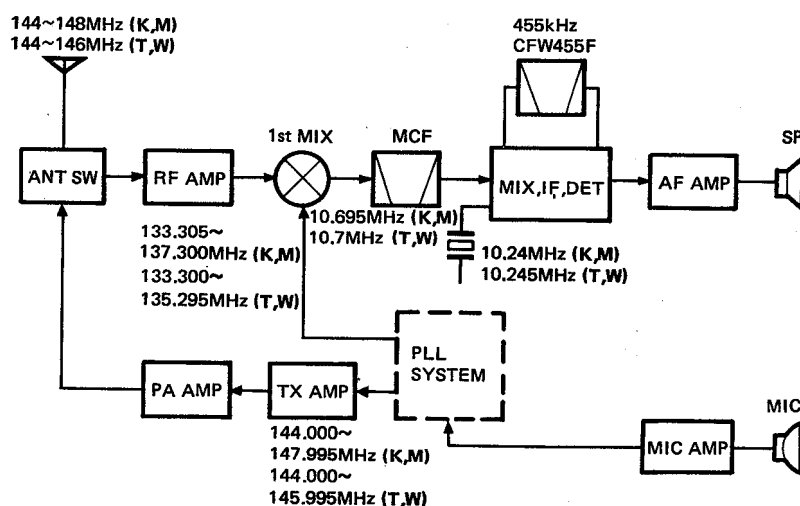 144~148MHz (K,M)
144~146MHz (T,W)
455kHz
CFW455F
1st MIX
MCF
SP
ANT SW
RF AMP
MIX,IF,DET
AF AMP
133.305~
137.300MHz (K,M)
133.300~
135.295MHz (T,W)
10.695MHz (K,M)
10.7MHz (T,W)
10.24MHz (K,M)
10.245MHz (T,W)
PLL
SYSTEM
PA AMP
TX AMP
MIC
MIC AMP
144.000~
147.995MHz (K,M)
144.000~
145.995MHz (T,W)